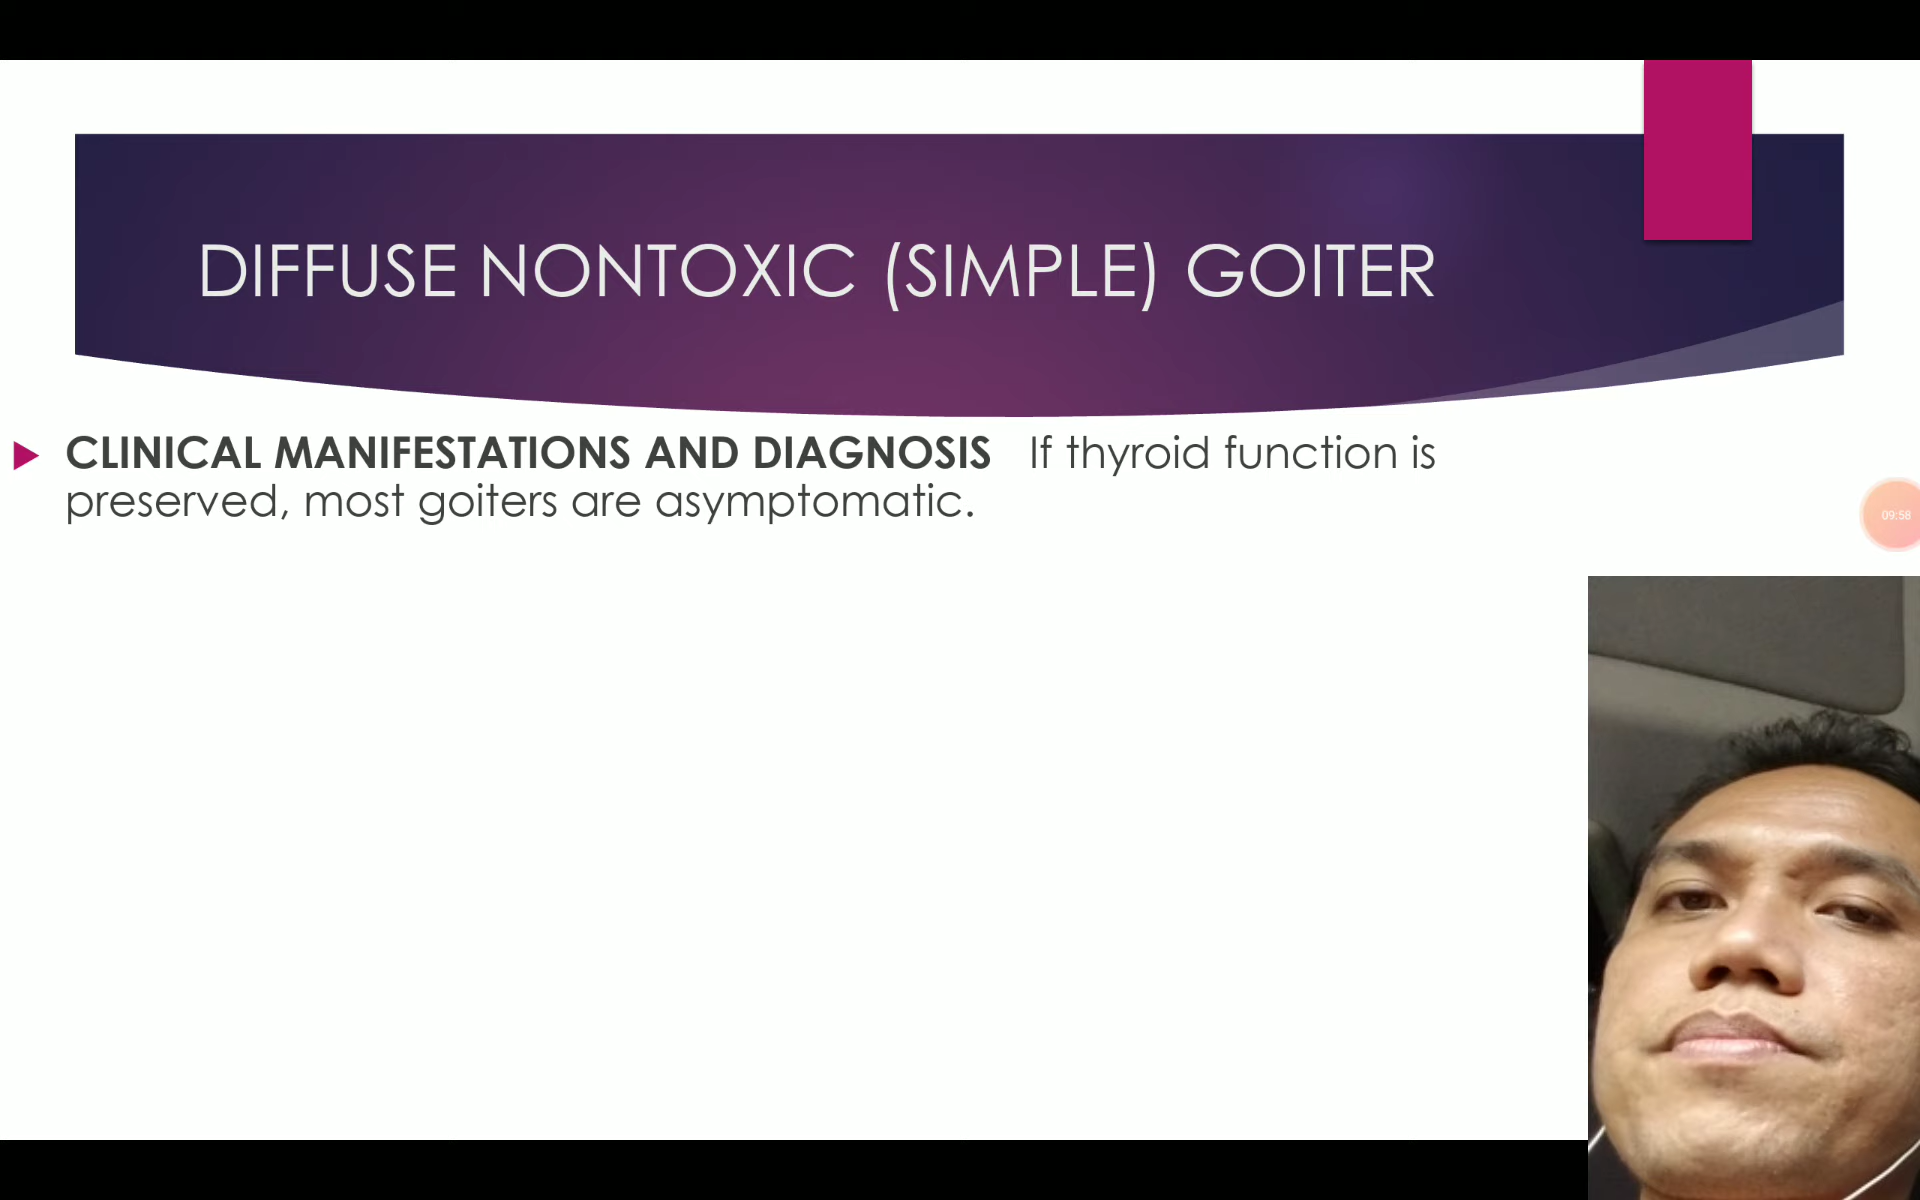 DIFFUSE NONTOXIC (SIMPLE) GOITER
CLINICAL MANIFESTATIONS AND DIAGNOSIS If thyroid function is
preserved, most goiters are asymptomatic.
09:58